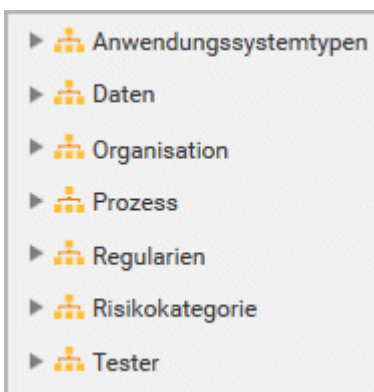 Anwendungssystemtypen
Daten
Organisation
Prozess
Regularien
Risikokategorie
Tester